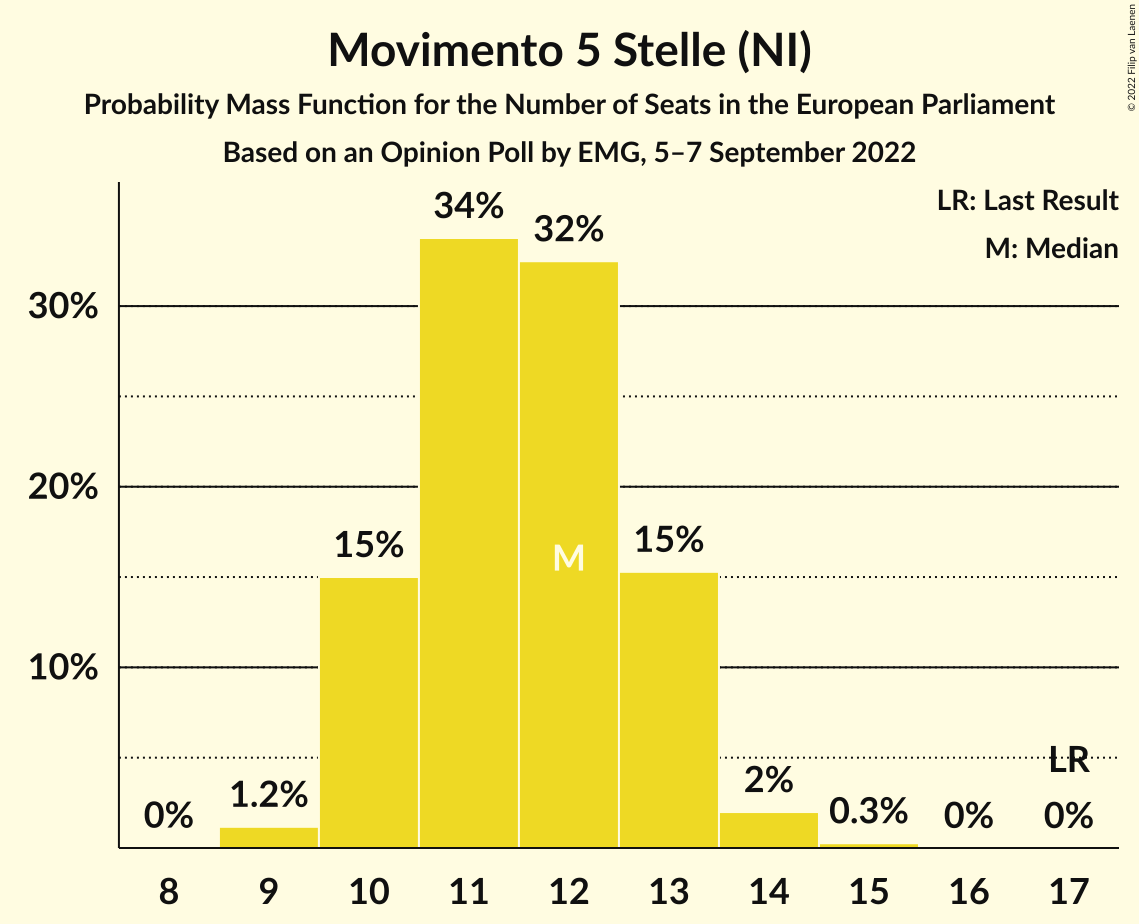 Movimento 5 Stelle (NI)
Probability Mass Function for the Number of Seats in the European Parliament
Based on an Opinion Poll by EMG, 5–7 September 2022
© 2022 Filip van Laenen
LR: Last Result
M: Median
34%
32%
30%
20%
15%
15%
M
10%
LR
2%
1.2%
0.3%
0%
0%
0%
8 9 10 11 12 13 14 15 16 17